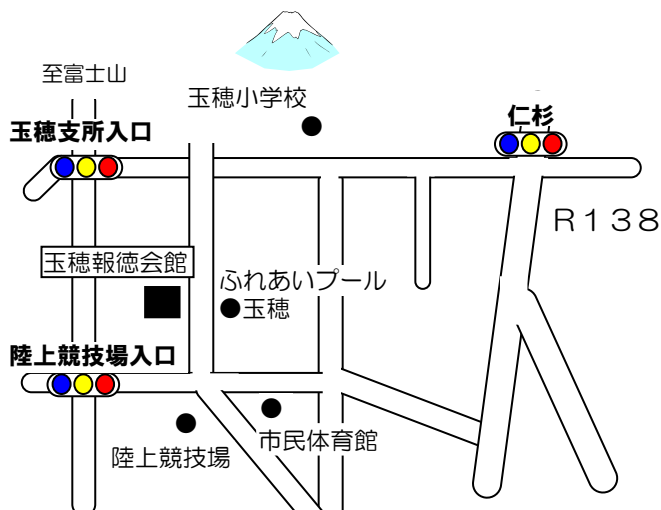 至富士山
玉穂小学校
玉穂支所入口
仁杉
R138
玉穂報徳会館
ふれあいプール
玉穂
陸上競技場入口
市民体育館
陸上競技場